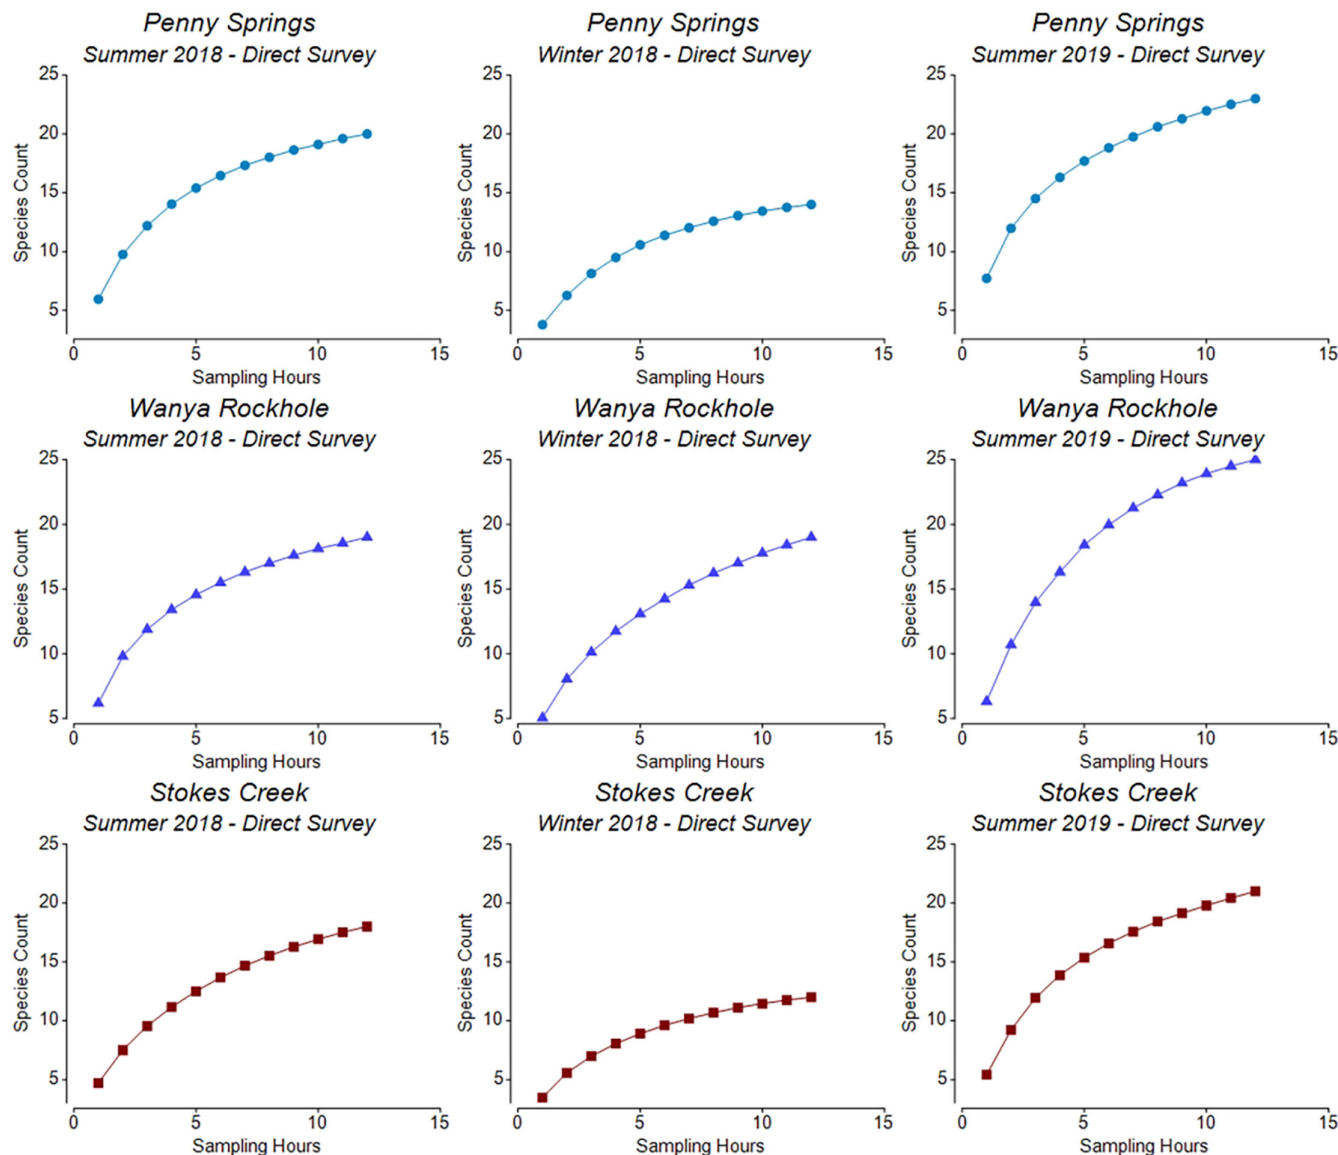 Penny Springs
Summer 2018 - Direct Survey
25
20
15
10
5
Species Count
0
5
10
15
Sampling Hours
Penny Springs
Winter 2018 - Direct Survey
25
20
15
10
5
Species Count
0
5
10
15
Sampling Hours
Penny Springs
Summer 2019 - Direct Survey
25
20
15
10
5
Species Count
0
5
10
15
Sampling Hours
Wanya Rockhole
Summer 2018 - Direct Survey
25
20
15
10
5
Species Count
0
5
10
15
Sampling Hours
Wanya Rockhole
Winter 2018 - Direct Survey
25
20
15
10
5
Species Count
0
5
10
15
Sampling Hours
Wanya Rockhole
Summer 2019 - Direct Survey
25
20
15
10
5
Species Count
0
5
10
15
Sampling Hours
Stokes Creek
Summer 2018 - Direct Survey
25
20
15
10
5
Species Count
0
5
10
15
Sampling Hours
Stokes Creek
Winter 2018 - Direct Survey
25
20
15
10
5
Species Count
0
5
10
15
Sampling Hours
Stokes Creek
Summer 2019 - Direct Survey
25
20
15
10
5
Species Count
0
5
10
15
Sampling Hours